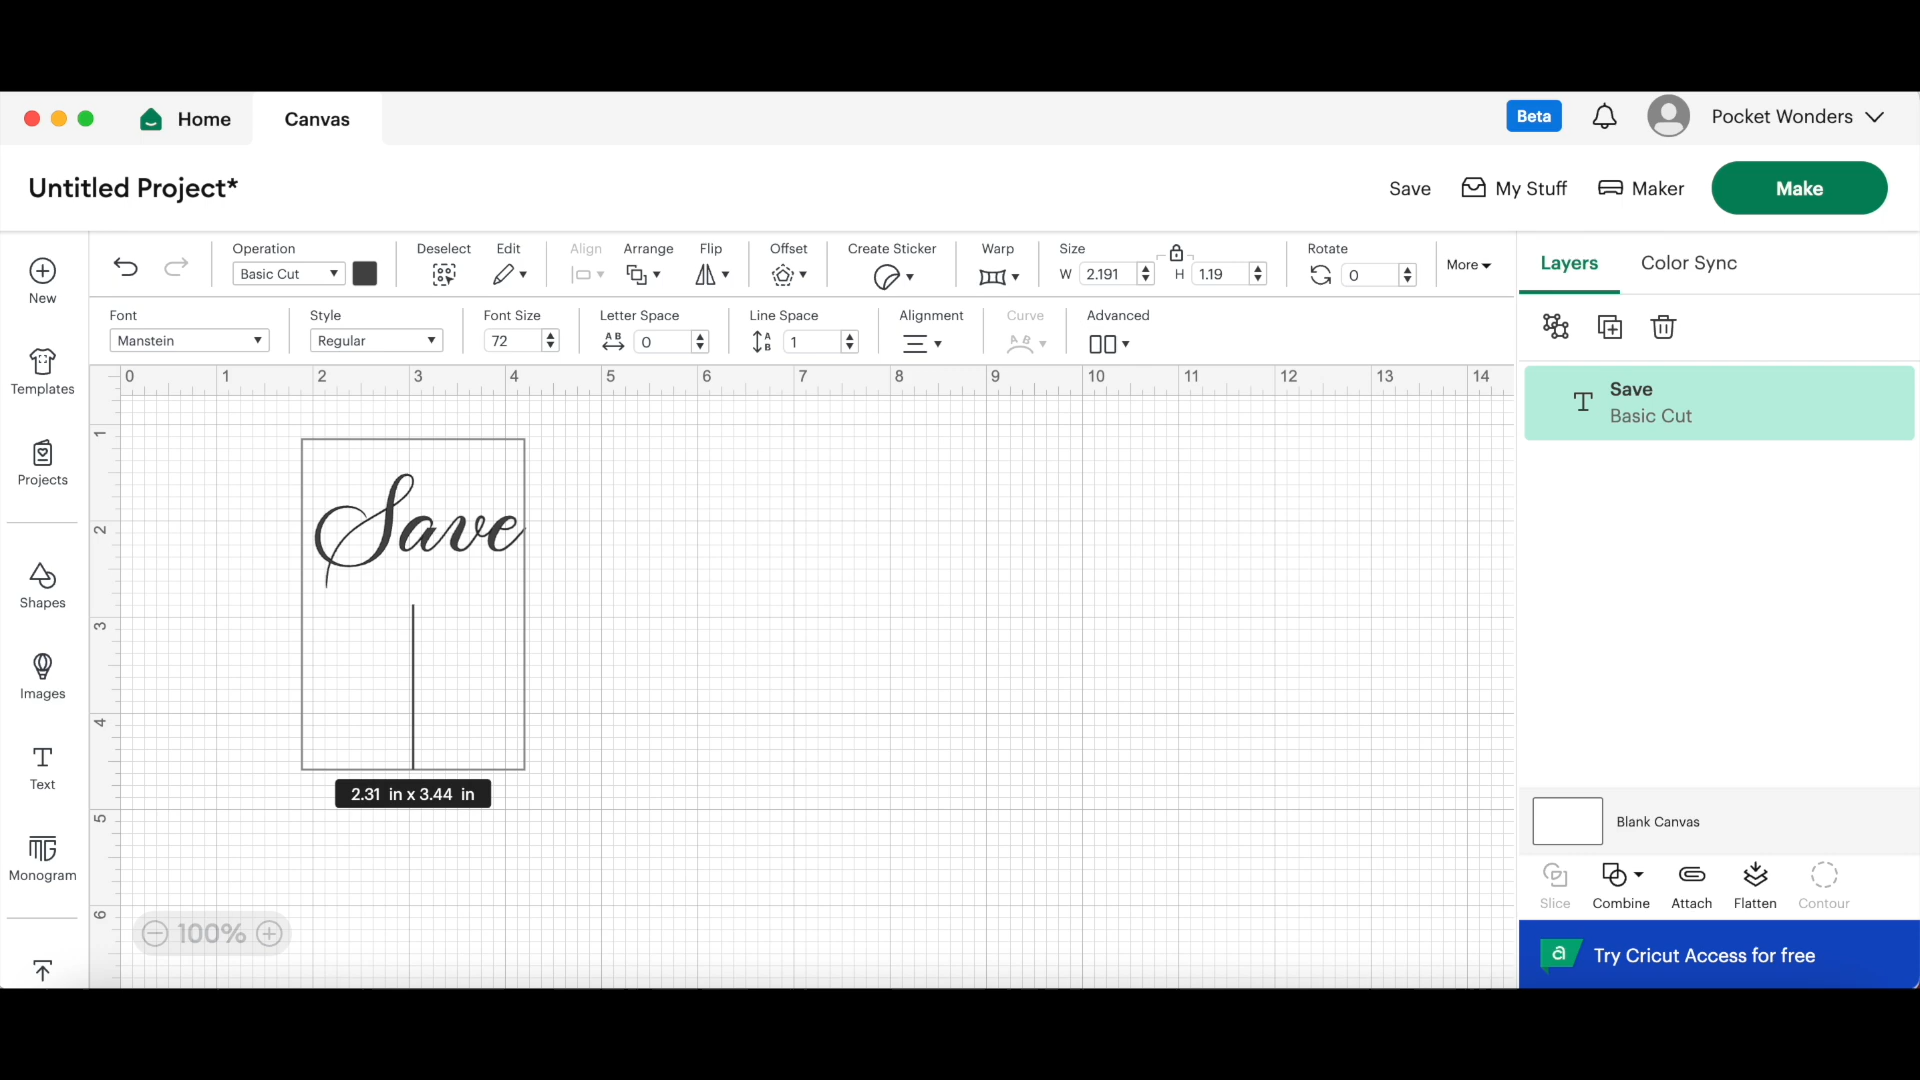 Home
Canvas
Beta
Pocket Wonders
Untitled Project*
Save
My Stuff
Maker
Make
Operation
Deselect
Edit
Align
Arrange
Flip
Offset
Create Sticker
Warp
Size
Rotate
Basic Cut
W 2.191
H 1.19
0
More
Font
Style
Font Size
Letter Space
Line Space
Alignment
Curve
Advanced
Manstein
Regular
72
A B
0
A
B
1
A B
Layers
Color Sync
Save
Basic Cut
New
Templates
Projects
Shapes
Images
Text
Monogram
0 1 2 3 4 5 6 7 8 9 10 11 12 13 14
1
2
3
4
5
6
Save
2.31 in x 3.44 in
100%
Blank Canvas
Slice
Combine
Attach
Flatten
Contour
a
Try Cricut Access for free